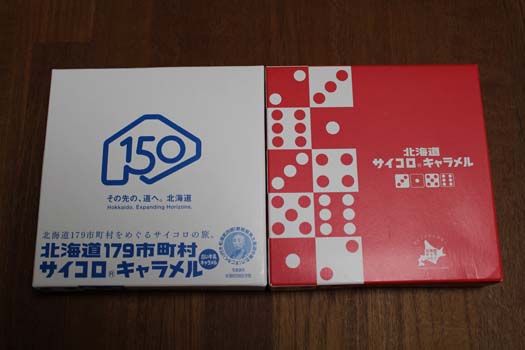 150
その先の、道へ。北海道
Hokkaido. Expanding Horizons.
北海道179市町村をめぐるサイコロの旅。
北海道179市町村
サイコロ®キャラメル
北海道
サイコロ®キャラメル